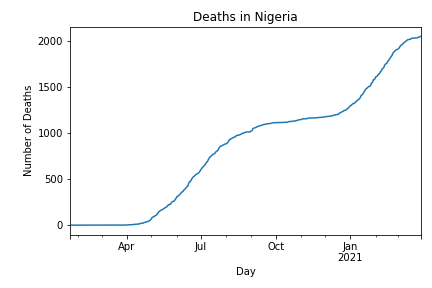 Deaths in Nigeria
2000
1500
1000
500
0
Number of Deaths
Apr
Jul
Oct
Jan
2021
Day